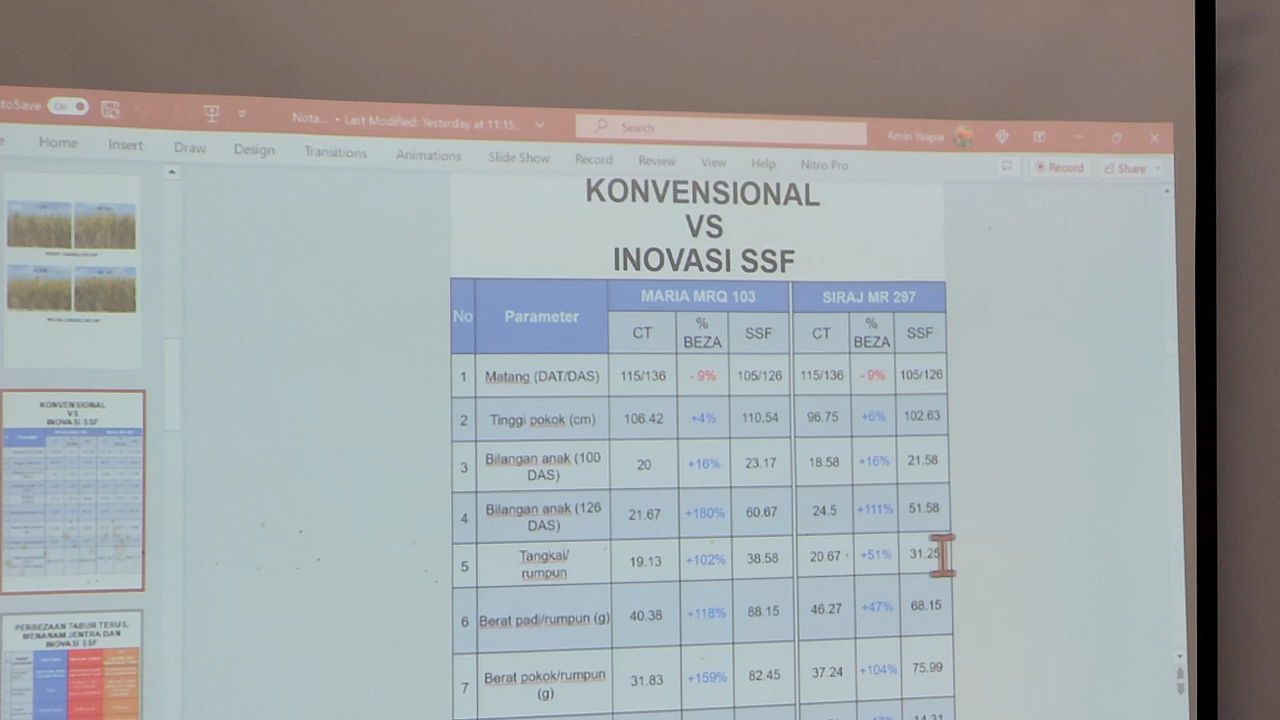 toSave On
Nota... • Last Modified: Yesterday at 11:15...
Search
Amin Yaapar
Home Insert Draw Design Transitions Animations Slide Show Record Review View Help Nitro Pro
Record Share
KONVENSIONAL
VS
INOVASI SSF
No Parameter MARIA MRQ 103 SIRAJ MR 297
CT % BEZA SSF CT % BEZA SSF
1 Matang (DAT/DAS) 115/136 - 9% 105/126 115/136 - 9% 105/126
2 Tinggi pokok (cm) 106.42 +4% 110.54 96.75 +6% 102.63
3 Bilangan anak (100 DAS) 20 +16% 23.17 18.58 +16% 21.58
4 Bilangan anak (126 DAS) 21.67 +180% 60.67 24.5 +111% 51.58
5 Tangkai/ rumpun 19.13 +102% 38.58 20.67 +51% 31.25
6 Berat padi/rumpun (g) 40.38 +118% 88.15 46.27 +47% 68.15
7 Berat pokok/rumpun (g) 31.83 +159% 82.45 37.24 +104% 75.99
KONVENSIONAL
VS
INOVASI SSF
PERBEZAAN TABUR TERUS,
MENANAM JENTRA DAN
INOVASI SSF